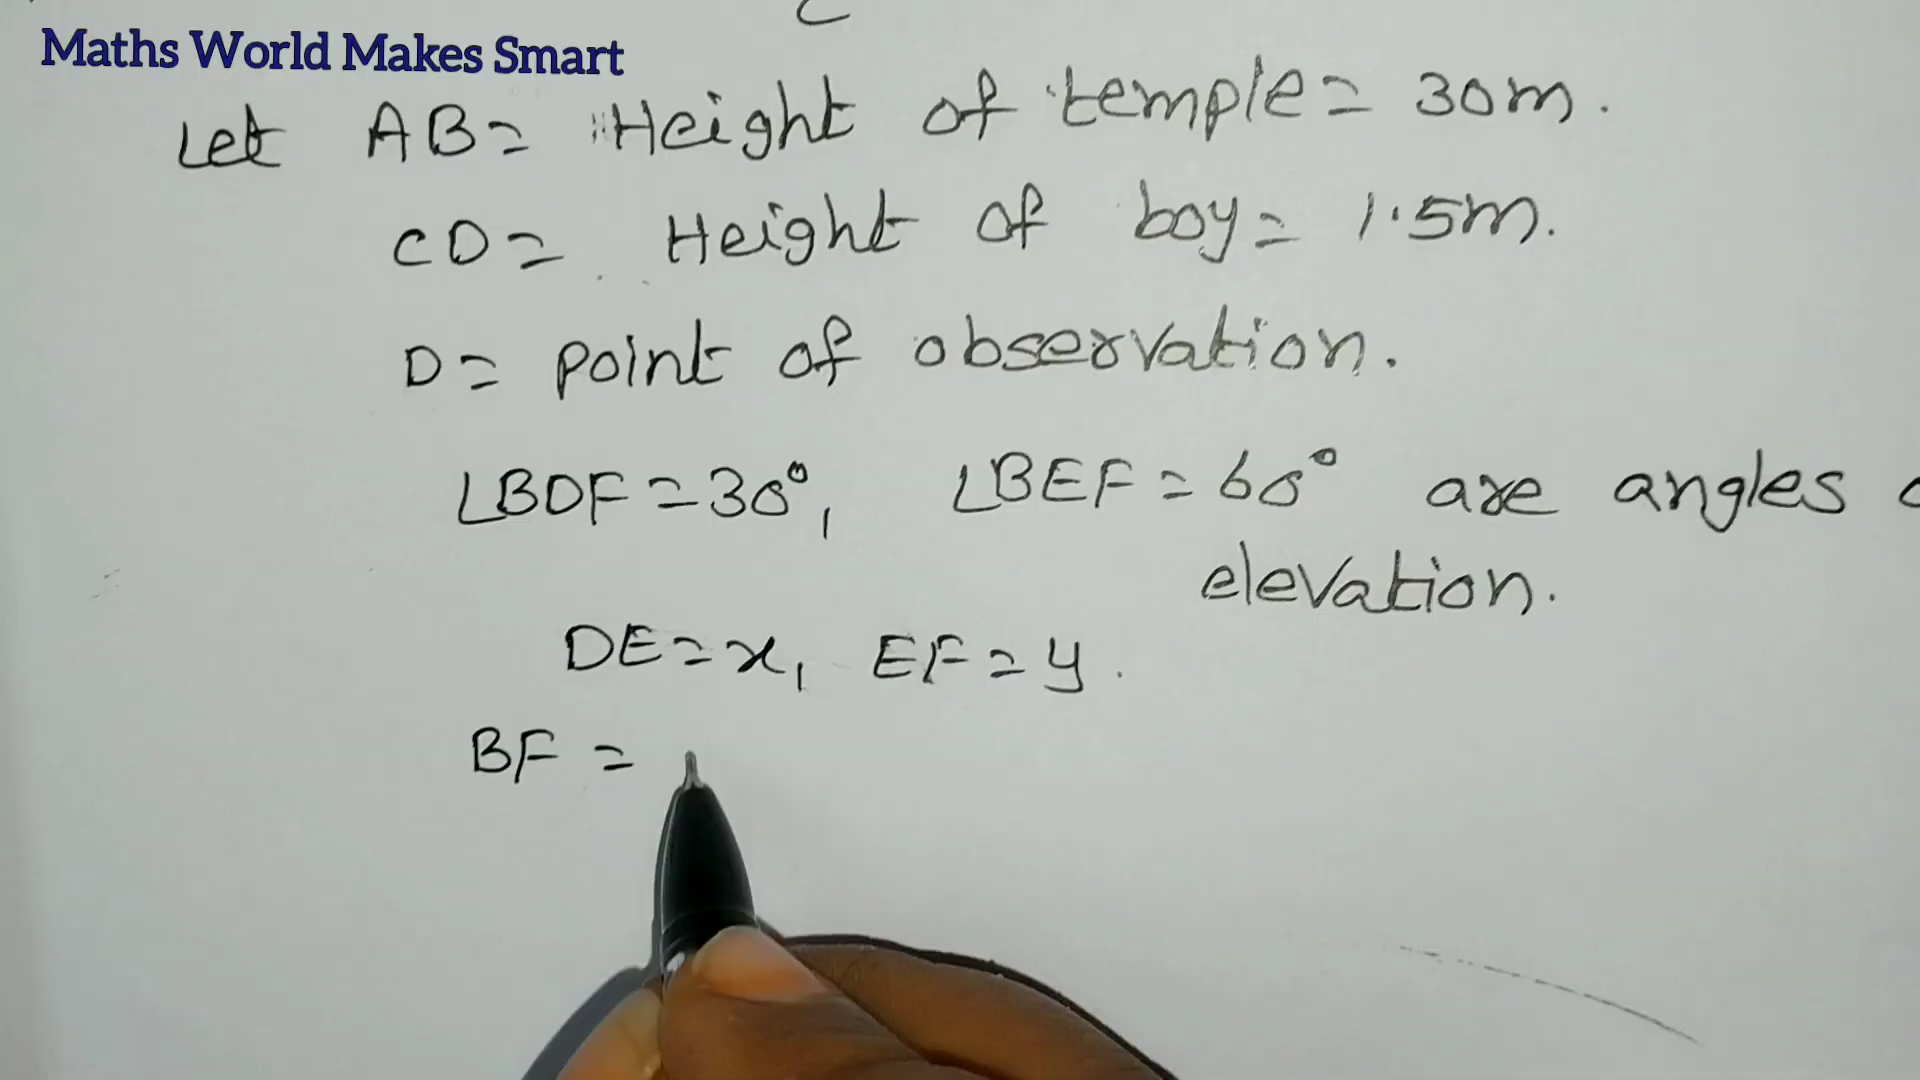 Maths World Makes Smart
Let AB = Height of temple = 30m.
CD = Height of boy = 1.5m.
D = point of observation.
∠BDF = 30°, ∠BEF = 60° are angles
elevation.
DE = x, EF = y.
BF =